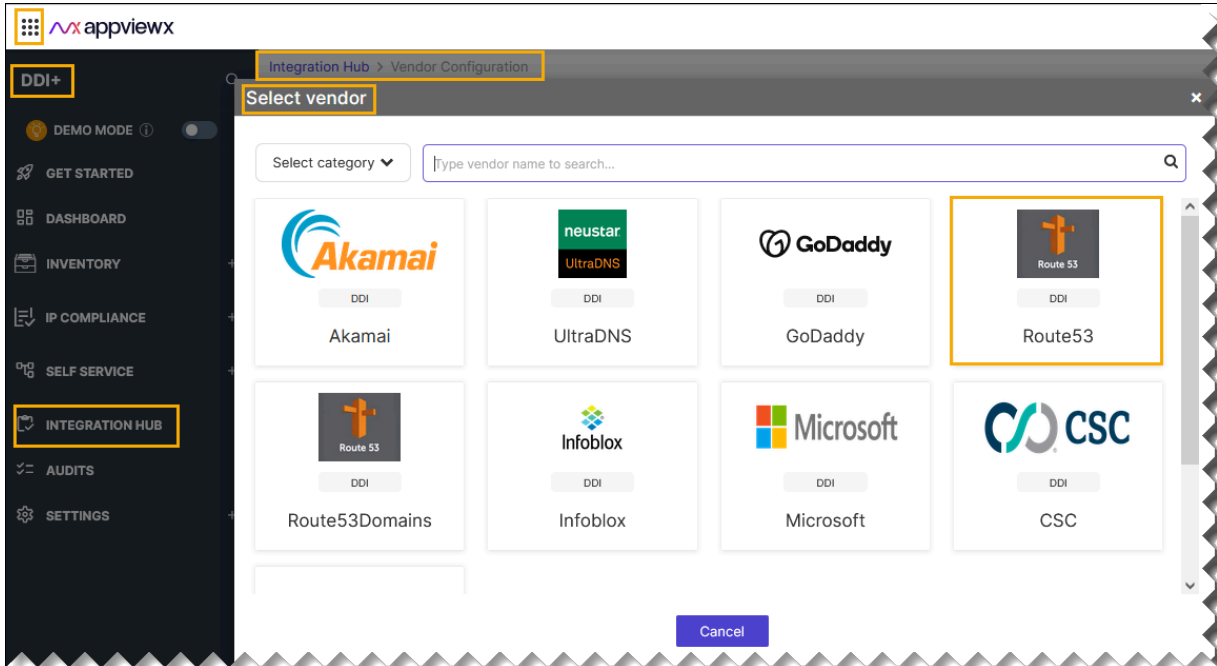 appviewx
DDI+
Integration Hub > Vendor Configuration
Select vendor
×
DEMO MODE
GET STARTED
DASHBOARD
INVENTORY +
IP COMPLIANCE +
SELF SERVICE +
INTEGRATION HUB
AUDITS
SETTINGS +
Select category
Type vendor name to search...
Akamai
DDI
Akamai
neustar
UltraDNS
DDI
UltraDNS
GoDaddy
DDI
GoDaddy
Route 53
DDI
Route53
Route 53
DDI
Route53Domains
Infoblox
DDI
Infoblox
Microsoft
DDI
Microsoft
CSC
DDI
CSC
Cancel